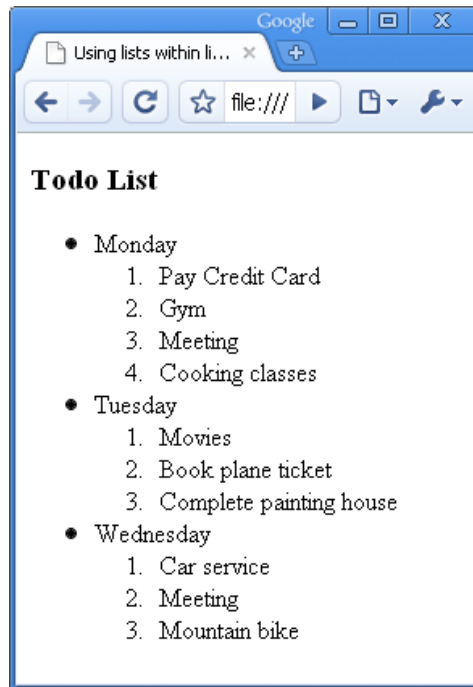 Google
Using lists within li...
file:///
Todo List
• Monday
1. Pay Credit Card
2. Gym
3. Meeting
4. Cooking classes
• Tuesday
1. Movies
2. Book plane ticket
3. Complete painting house
• Wednesday
1. Car service
2. Meeting
3. Mountain bike